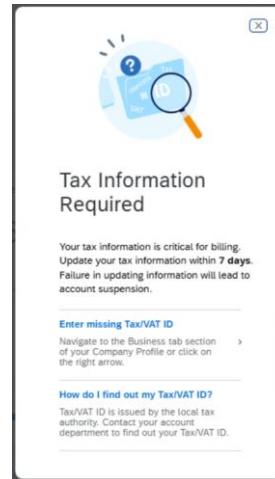 Tax Information
Required
Your tax information is critical for billing.
Update your tax information within 7 days.
Failure in updating information will lead to
account suspension.
Enter missing Tax/VAT ID
Navigate to the Business tab section
of your Company Profile or click on
the right arrow.
How do I find out my Tax/VAT ID?
Tax/VAT ID is issued by the local tax
authority. Contact your account
department to find out your Tax/VAT ID.